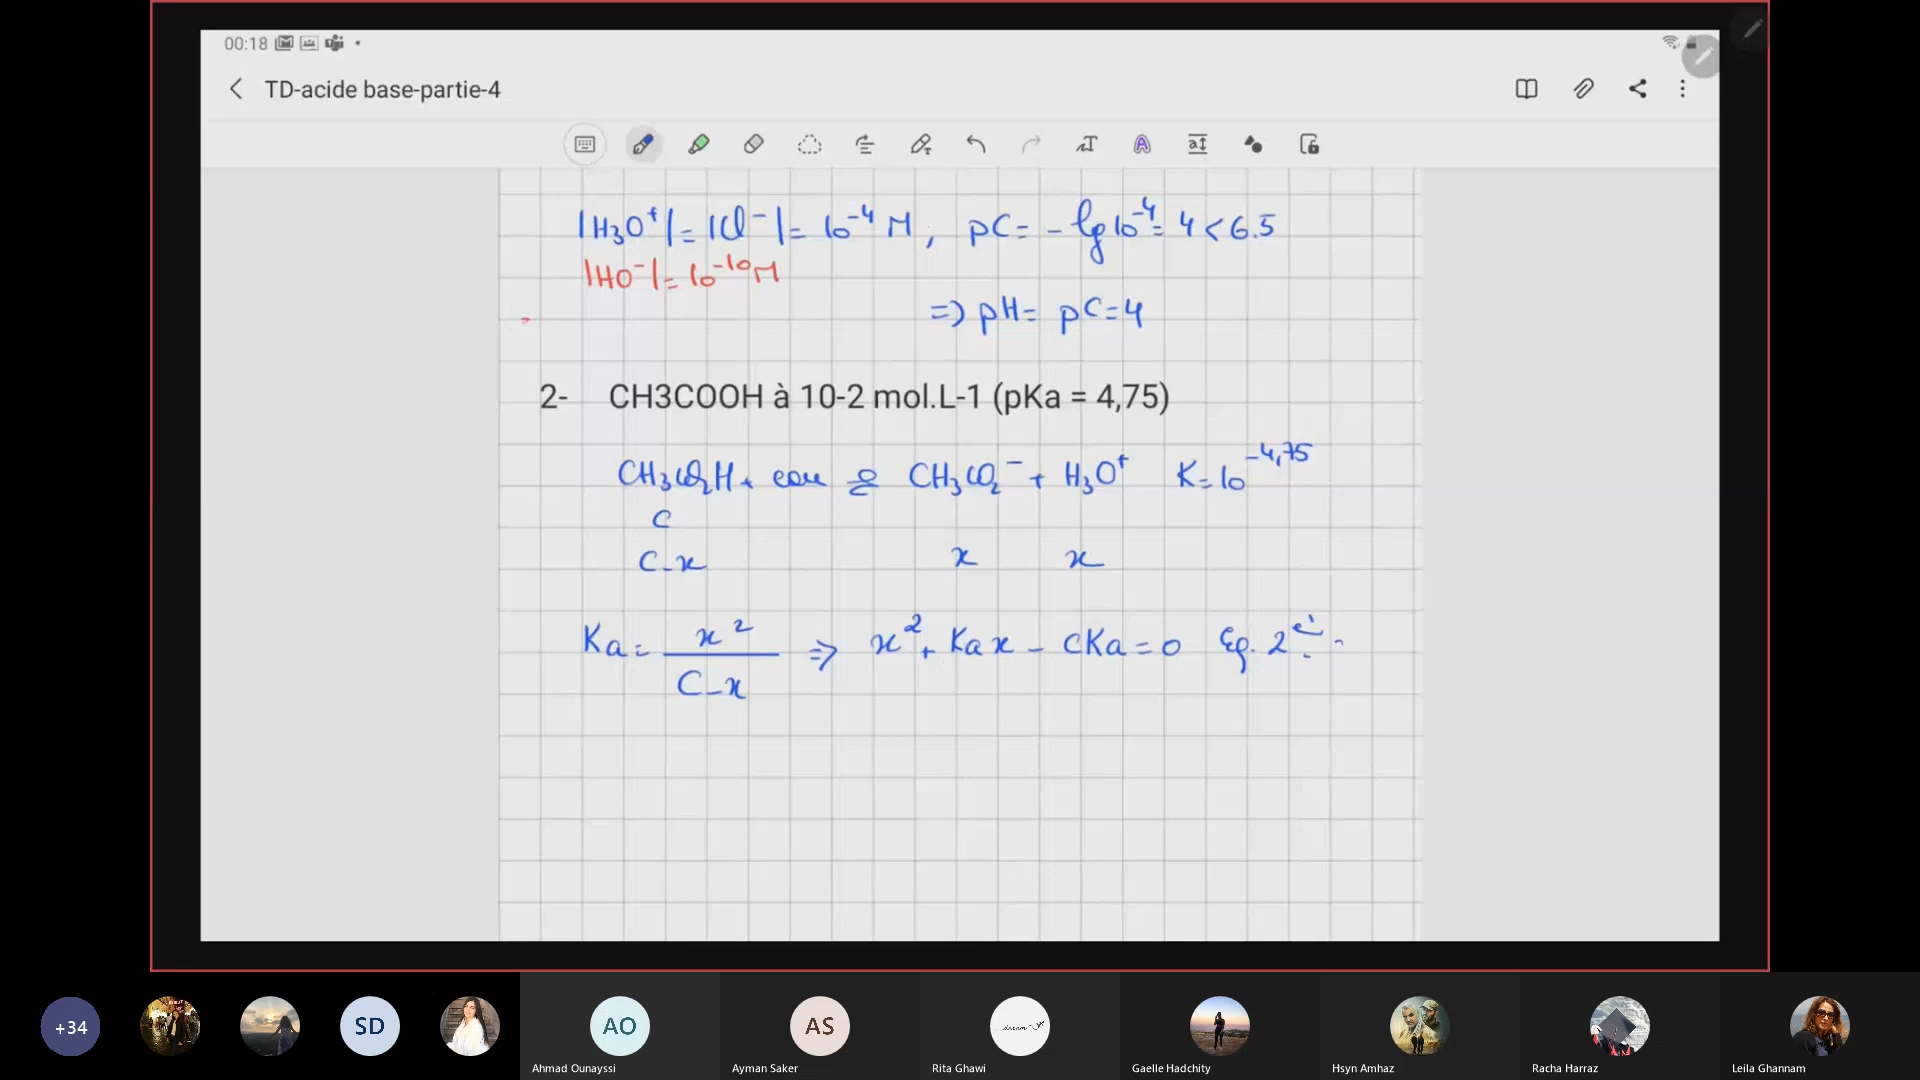 00:18
TD-acide base-partie-4
|H₃O⁺| = |Cl⁻| = 10⁻⁴ M, pC = - lg 10⁻⁴ = 4 < 6.5
|HO⁻| = 10⁻¹⁰ M
=> pH = pC = 4
2- CH3COOH à 10-2 mol.L-1 (pKa = 4,75)
CH₃CO₂H + eau ⇌ CH₃CO₂⁻ + H₃O⁺ K = 10⁻⁴,⁷⁵
C
C-x x x
Ka = x²/(C-x) => x² + Ka x - CKa = 0 Eq. 2
+34
SD
AO
AS
dream
Ahmad Ounayssi
Ayman Saker
Rita Ghawi
Gaelle Hadchity
Hsyn Amhaz
Racha Harraz
Leila Ghannam